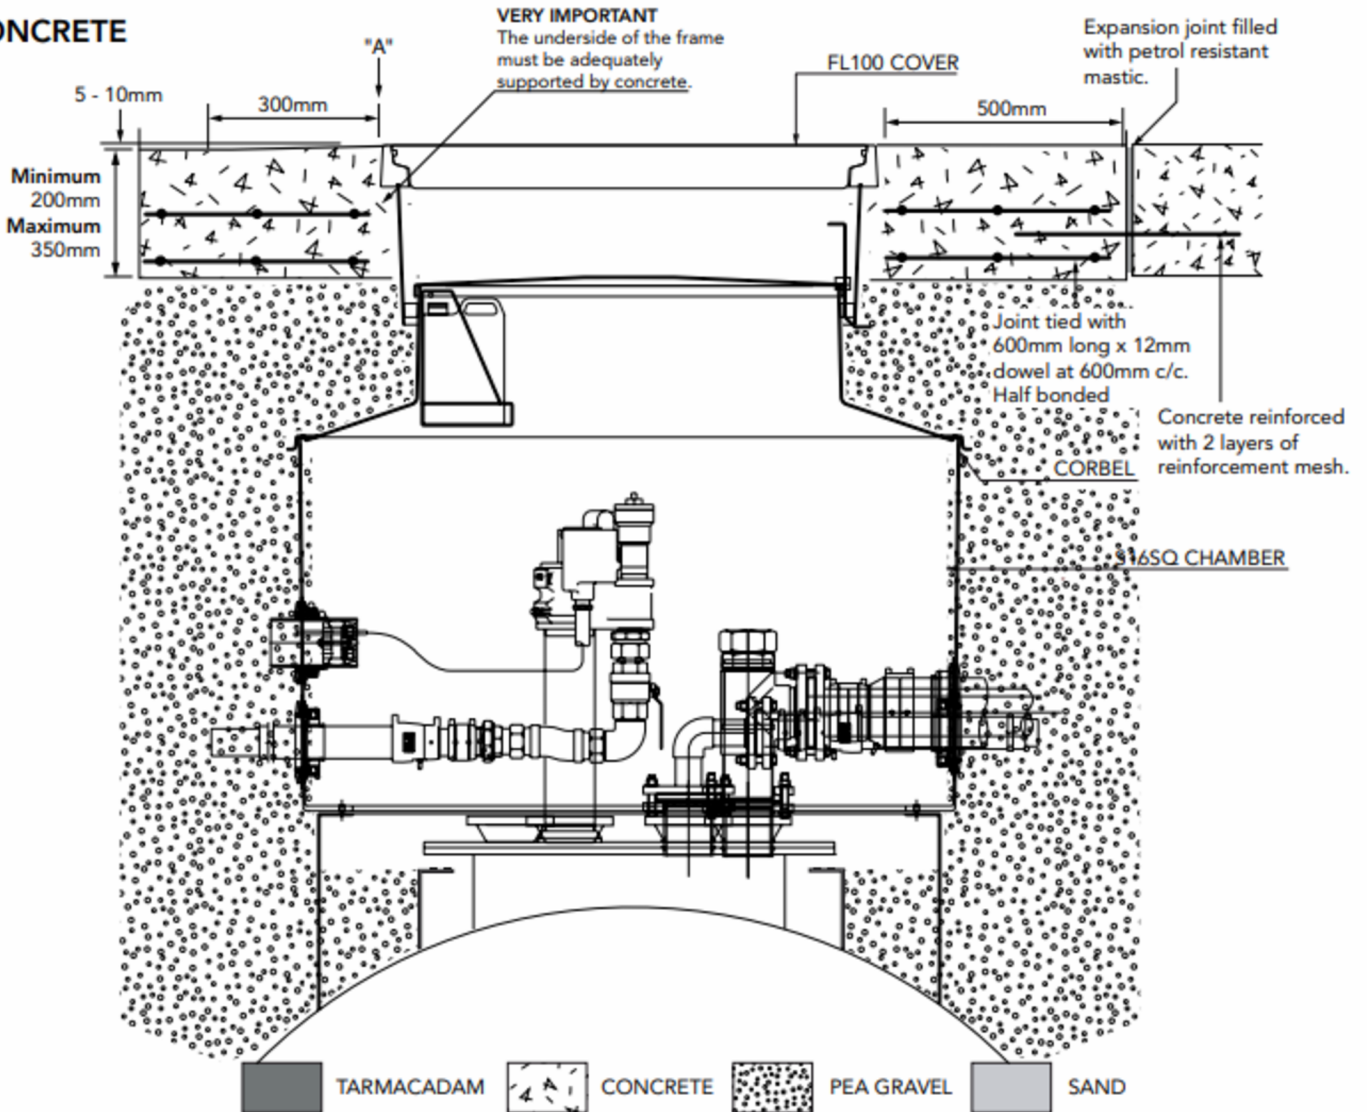 ONCRETE
"A"
VERY IMPORTANT
The underside of the frame
must be adequately
supported by concrete.
FL100 COVER
Expansion joint filled
with petrol resistant
mastic.
5 - 10mm
300mm
500mm
Minimum
200mm
Maximum
350mm
Joint tied with
600mm long x 12mm
dowel at 600mm c/c.
Half bonded
Concrete reinforced
with 2 layers of
reinforcement mesh.
CORBEL
S16SQ CHAMBER
TARMACADAM
CONCRETE
PEA GRAVEL
SAND